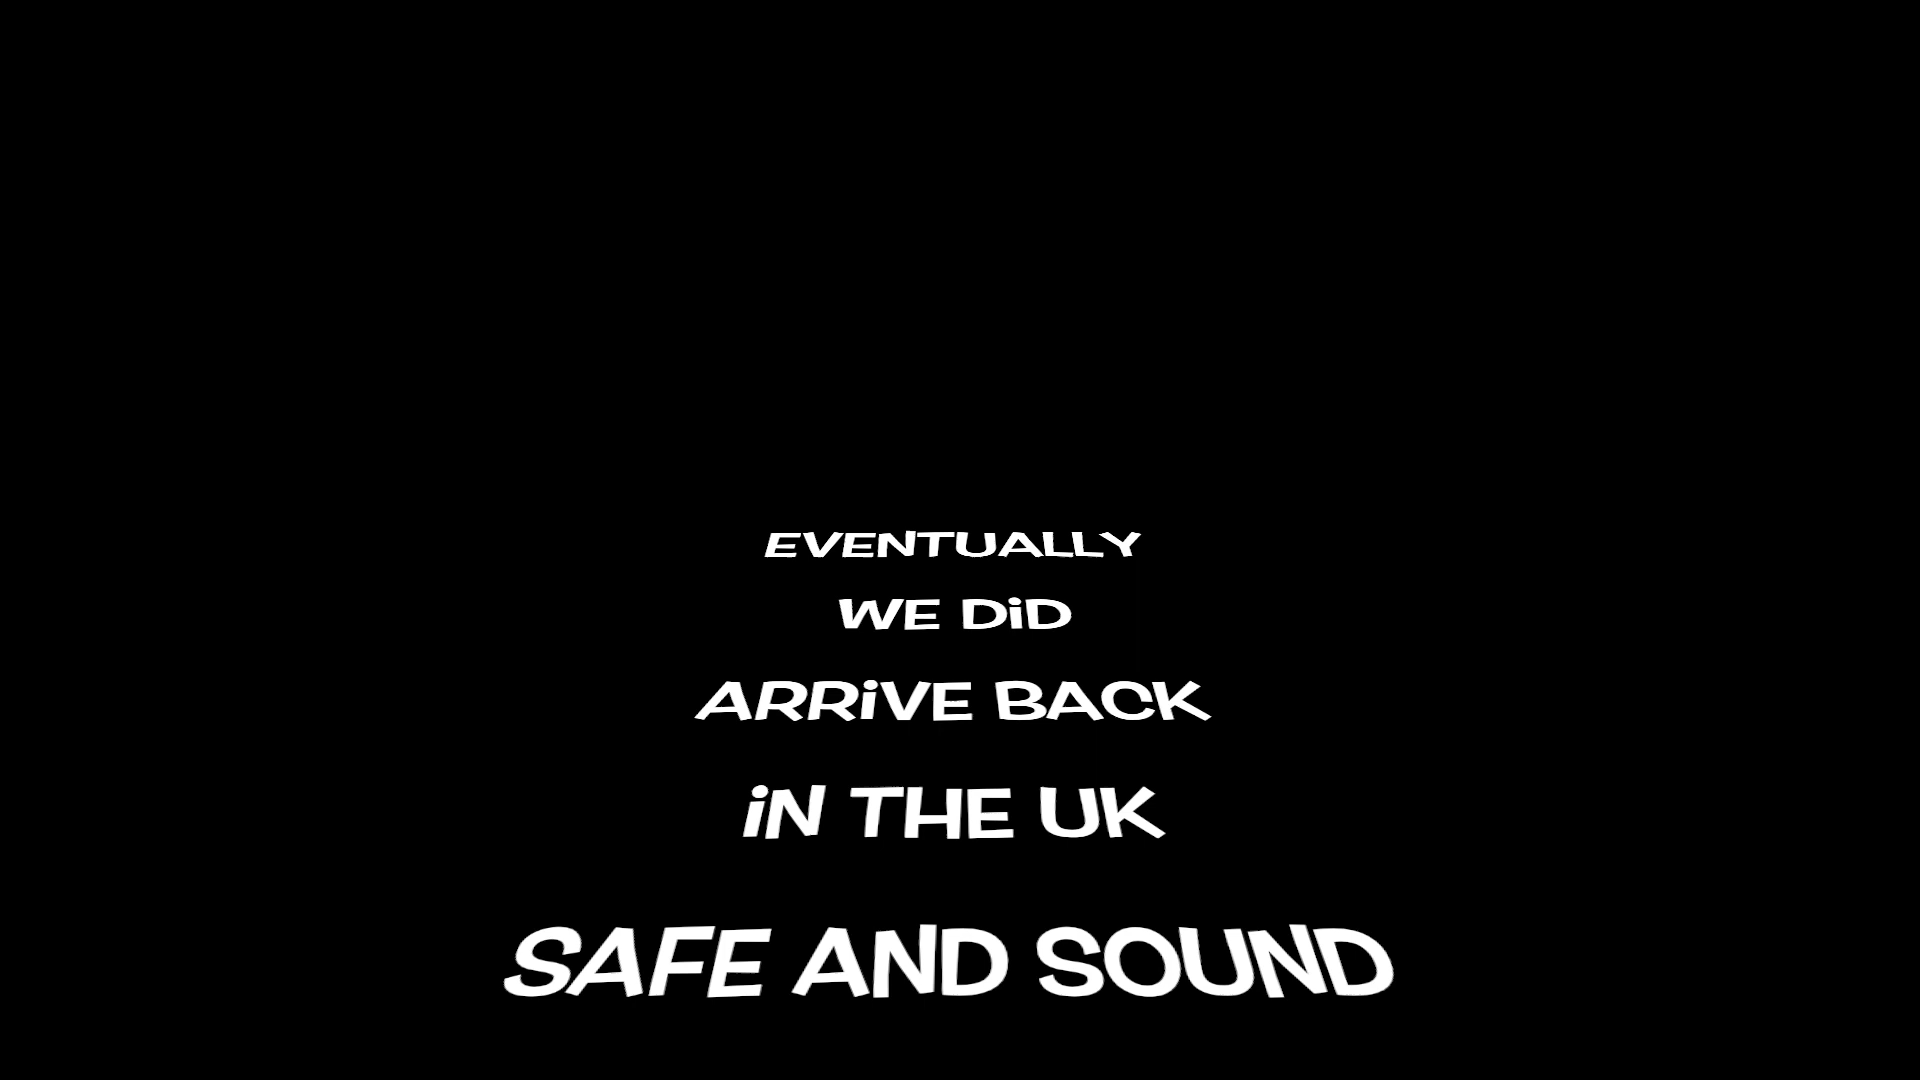 EVENTUALLY
WE DiD
ARRiVE BACK
iN THE UK
SAFE AND SOUND